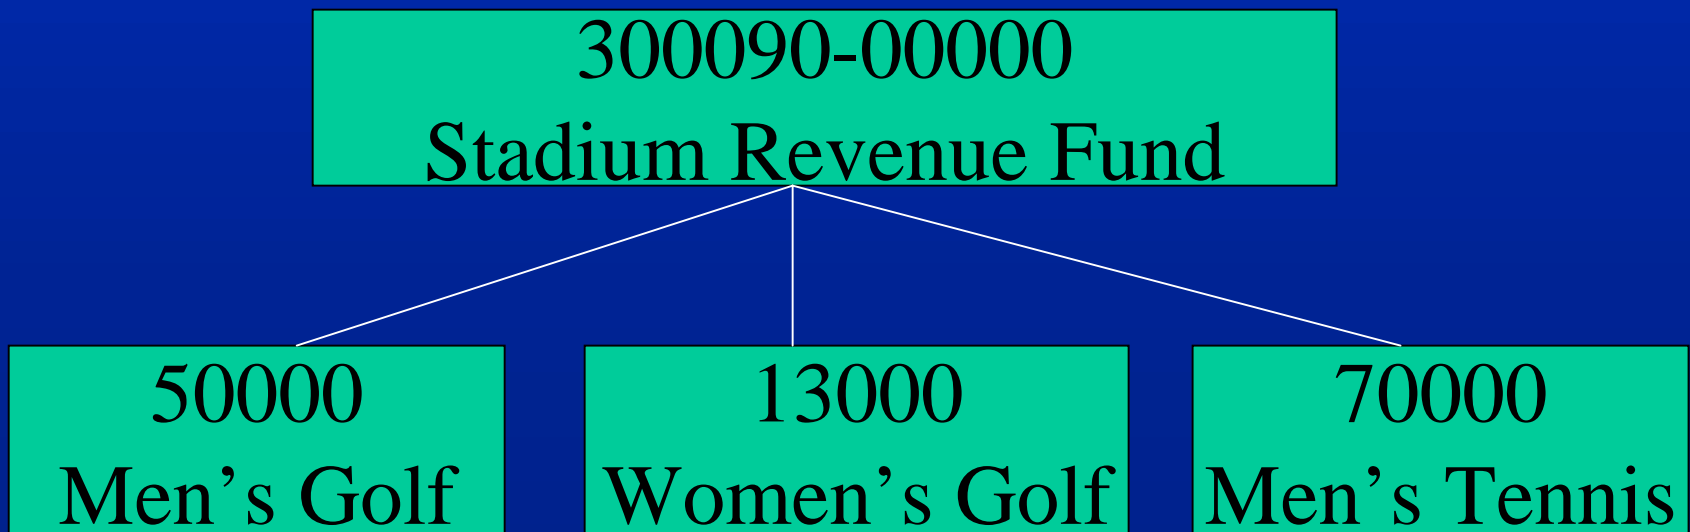 300090-00000
Stadium Revenue Fund
50000
Men’s Golf
13000
Women’s Golf
70000
Men’s Tennis